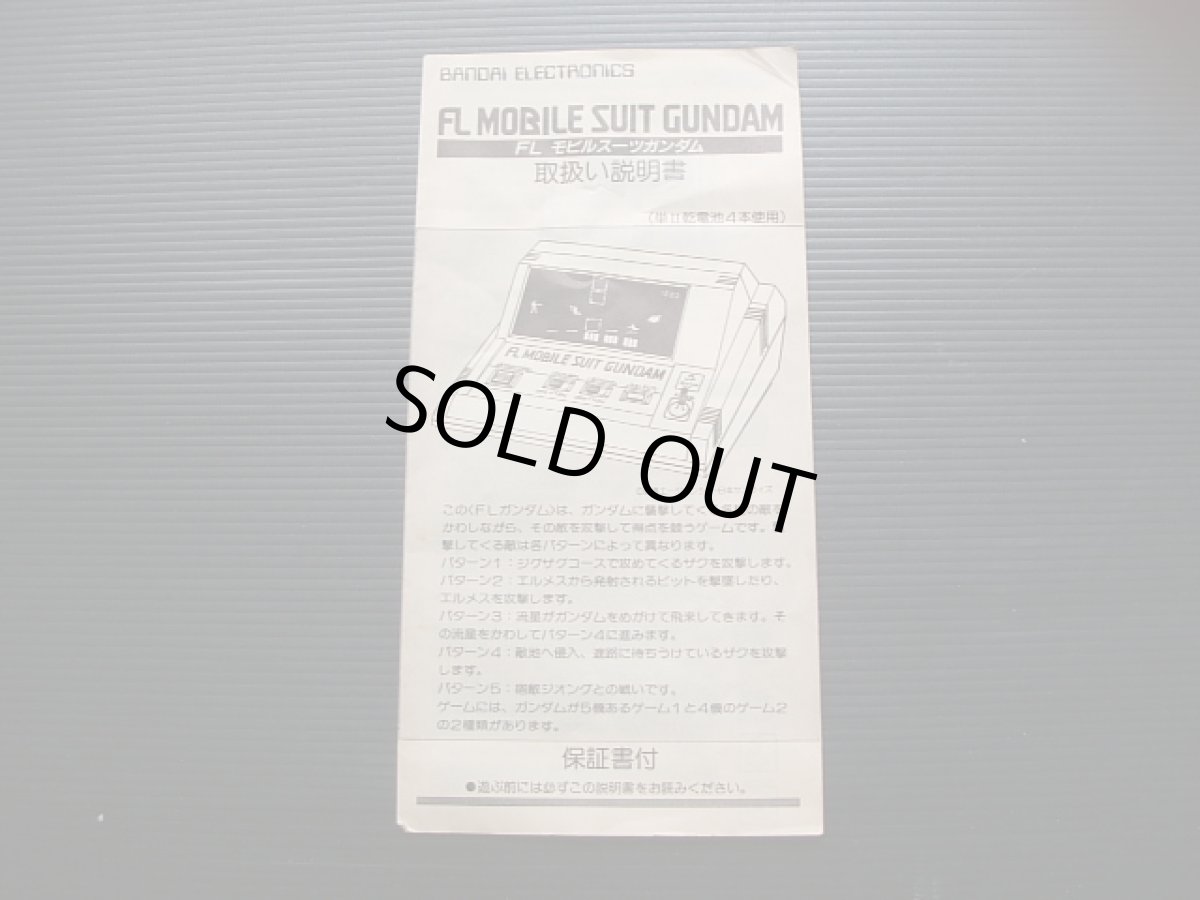 BANDAI ELECTRONICS
FL MOBILE SUIT GUNDAM
FL モビルスーツガンダム
取扱い説明書
(単II乾電池4本使用)
FL MOBILE SUIT GUNDAM
SOLD OUT
この〈FLガンダム〉は、ガンダムに襲撃してく の敵を
かわしながら、その敵を攻撃して得点を競うゲームです。
撃してくる敵は各パターンによって異なります。
パターン1：ジグザグコースで攻めてくるザクを攻撃します。
パターン2：エルメスから発射されるビットを撃墜したり、
エルメスを攻撃します。
パターン3：流星がガンダムをめがけて飛来してきます。そ
の流星をかわしてパターン4に進みます。
パターン4：敵地へ侵入、進路に待ちうけているザクを攻撃
します。
パターン5：宿敵ジオングとの戦いです。
ゲームには、ガンダムが5機あるゲーム1と4機のゲーム2
の2種類があります。
保証書付
●遊ぶ前には必ずこの説明書をお読みください。